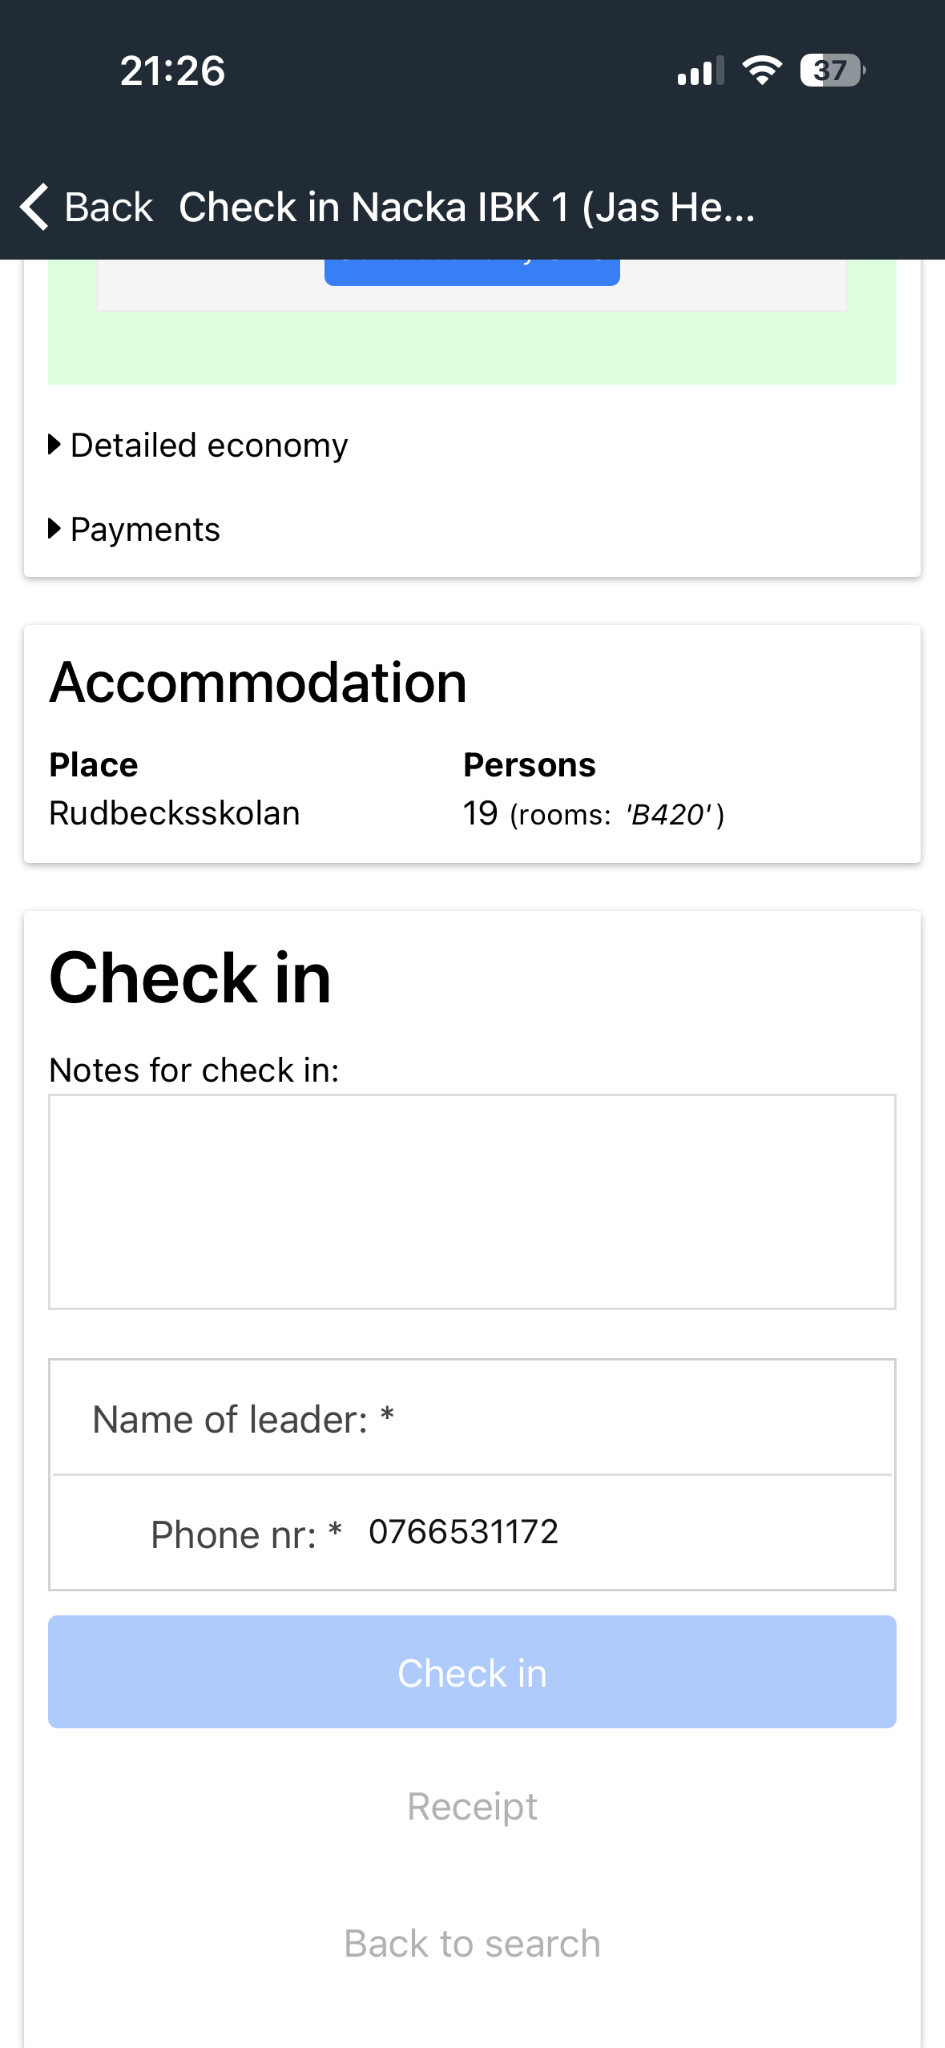 21:26
37
Back Check in Nacka IBK 1 (Jas He...
Detailed economy
Payments
Accommodation
Place Persons
Rudbecksskolan 19 (rooms: 'B420')
Check in
Notes for check in:
Name of leader: *
Phone nr: * 0766531172
Check in
Receipt
Back to search